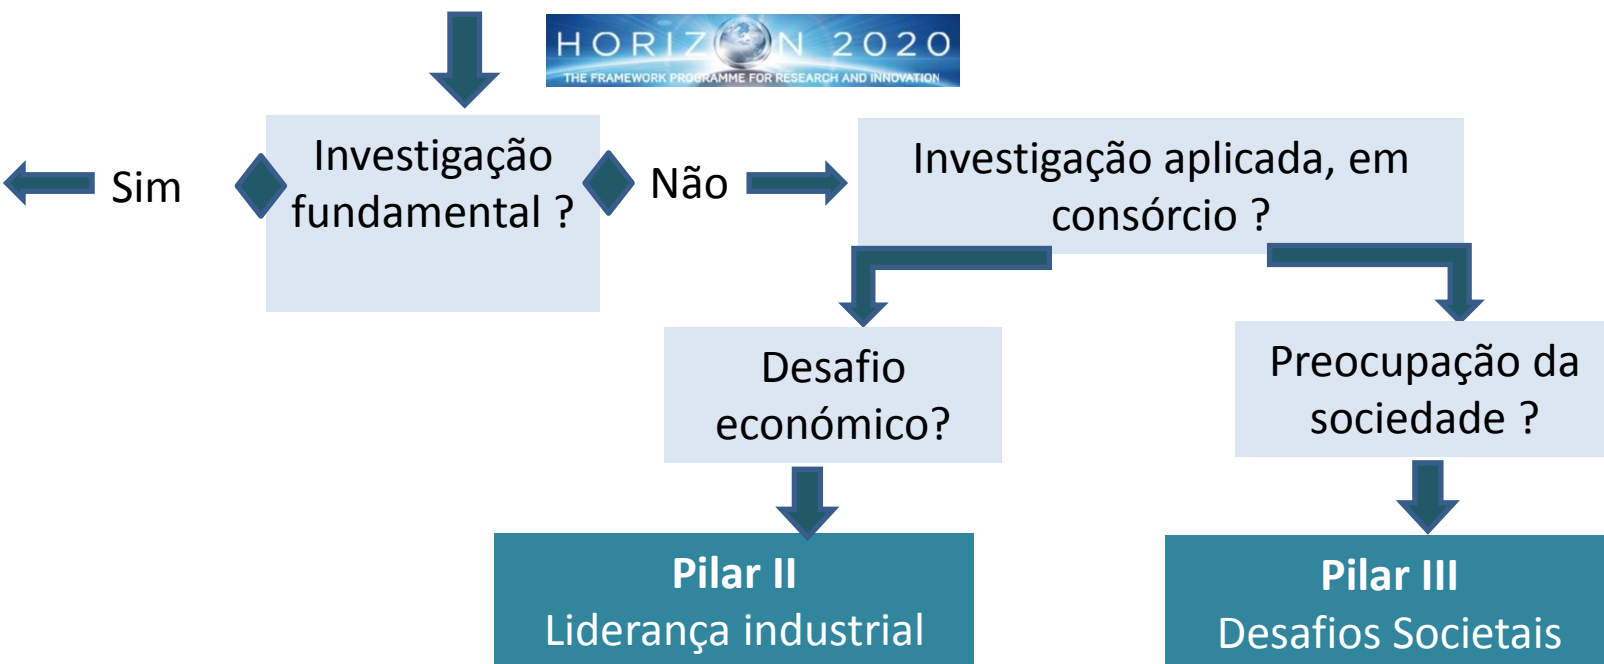 HORIZON 2020
THE FRAMEWORK PROGRAMME FOR RESEARCH AND INNOVATION
Sim
Investigação
fundamental ?
Não
Investigação aplicada, em
consórcio ?
Desafio
económico?
Preocupação da
sociedade ?
Pilar II
Liderança industrial
Pilar III
Desafios Societais